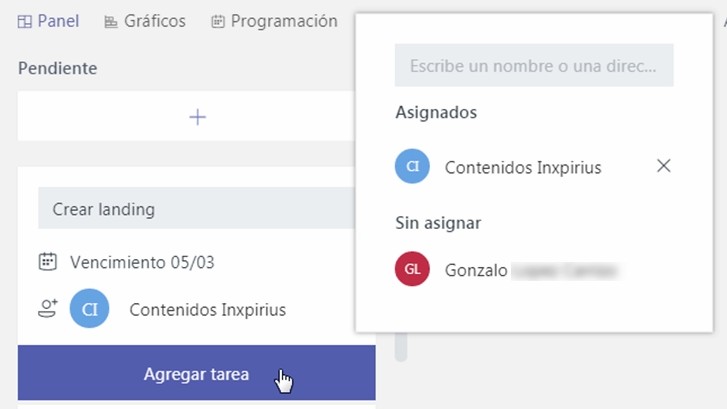 Panel Gráficos Programación
Pendiente
+
Crear landing
Vencimiento 05/03
CI Contenidos Inxpirius
Agregar tarea
Escribe un nombre o una direc...
Asignados
CI Contenidos Inxpirius
Sin asignar
GL Gonzalo